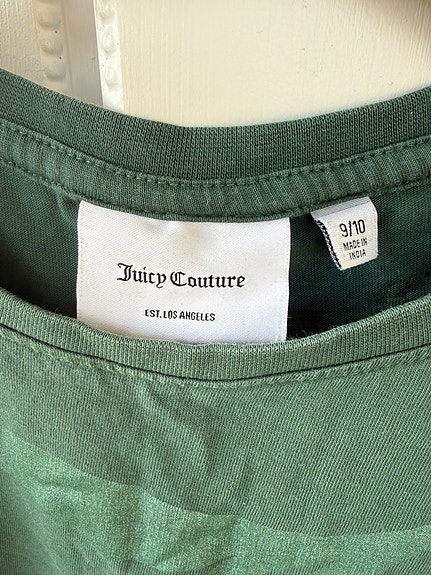 Juicy Couture
EST. LOS ANGELES
9/10
MADE IN
INDIA